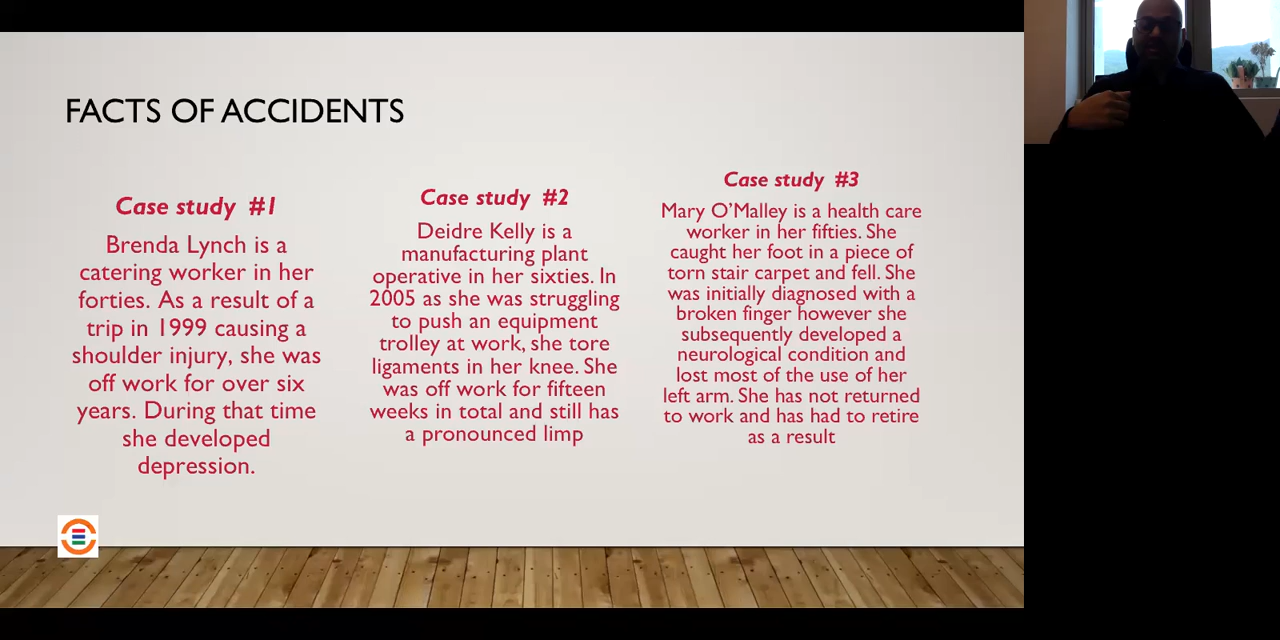 FACTS OF ACCIDENTS
Case study #1
Brenda Lynch is a
catering worker in her
forties. As a result of a
trip in 1999 causing a
shoulder injury, she was
off work for over six
years. During that time
she developed
depression.
Case study #2
Deidre Kelly is a
manufacturing plant
operative in her sixties. In
2005 as she was struggling
to push an equipment
trolley at work, she tore
ligaments in her knee. She
was off work for fifteen
weeks in total and still has
a pronounced limp
Case study #3
Mary O’Malley is a health care
worker in her fifties. She
caught her foot in a piece of
torn stair carpet and fell. She
was initially diagnosed with a
broken finger however she
subsequently developed a
neurological condition and
lost most of the use of her
left arm. She has not returned
to work and has had to retire
as a result